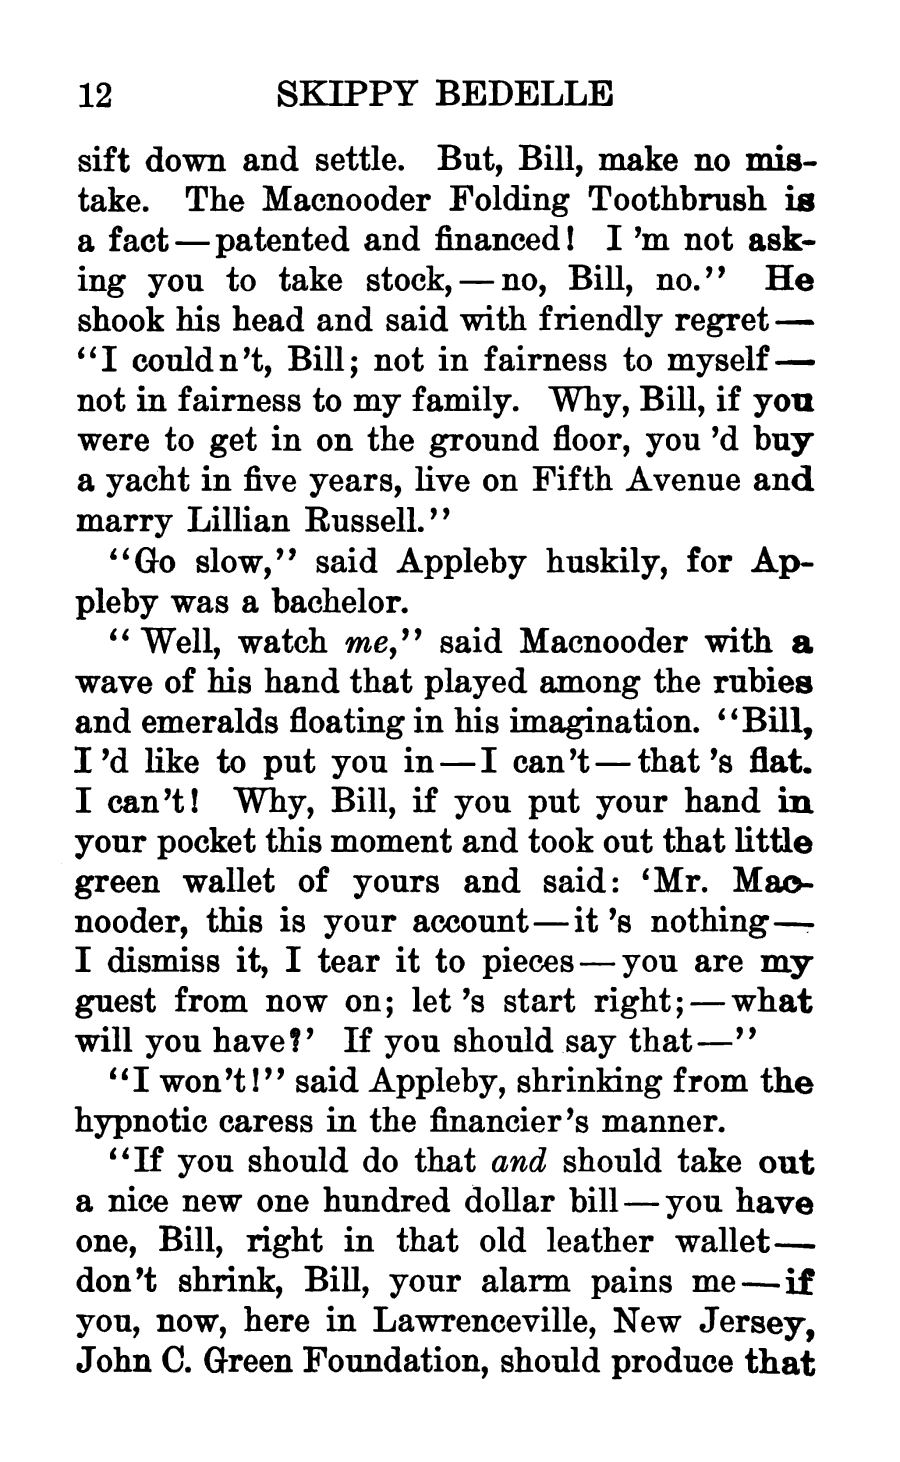 12 SKIPPY BEDELLE
sift down and settle. But, Bill, make no mis-
take. The Macnooder Folding Toothbrush is
a fact—patented and financed! I 'm not ask-
ing you to take stock,—no, Bill, no." He
shook his head and said with friendly regret—
"I couldn't, Bill; not in fairness to myself—
not in fairness to my family. Why, Bill, if you
were to get in on the ground floor, you 'd buy
a yacht in five years, live on Fifth Avenue and
marry Lillian Russell."
"Go slow," said Appleby huskily, for Ap-
pleby was a bachelor.
"Well, watch me," said Macnooder with a
wave of his hand that played among the rubies
and emeralds floating in his imagination. "Bill,
I 'd like to put you in—I can't—that 's flat.
I can't! Why, Bill, if you put your hand in
your pocket this moment and took out that little
green wallet of yours and said: 'Mr. Mac-
nooder, this is your account—it 's nothing—
I dismiss it, I tear it to pieces—you are my
guest from now on; let 's start right;—what
will you have?' If you should say that—"
"I won't!" said Appleby, shrinking from the
hypnotic caress in the financier's manner.
"If you should do that and should take out
a nice new one hundred dollar bill—you have
one, Bill, right in that old leather wallet—
don't shrink, Bill, your alarm pains me—if
you, now, here in Lawrenceville, New Jersey,
John C. Green Foundation, should produce that